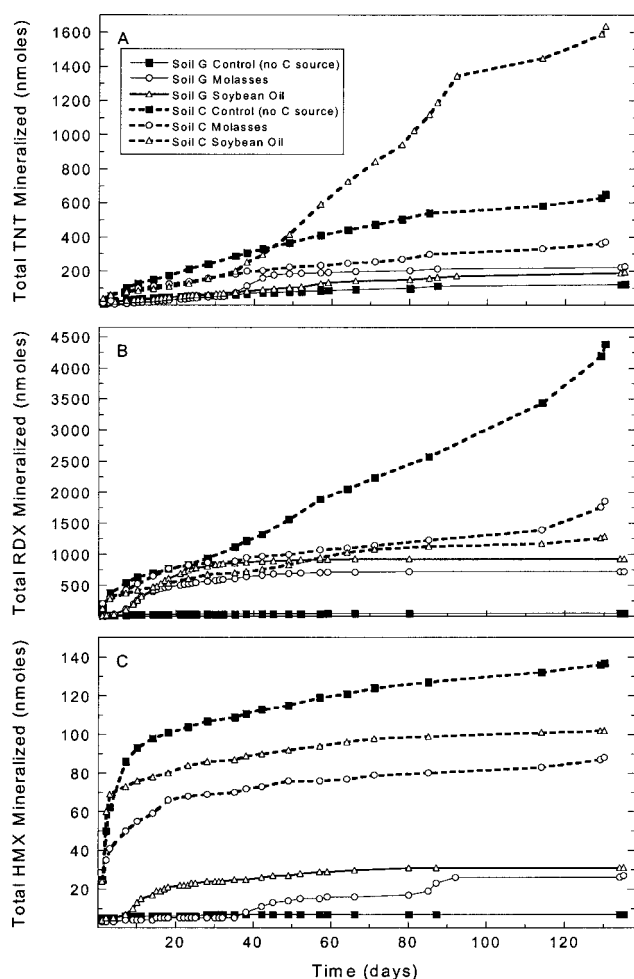 A
Total TNT Mineralized (nmoles)
1600
1400
1200
1000
800
600
400
200
Soil G Control (no C source)
Soil G Molasses
Soil G Soybean Oil
Soil C Control (no C source)
Soil C Molasses
Soil C Soybean Oil
B
Total RDX Mineralized (nmoles)
4500
4000
3500
3000
2500
2000
1500
1000
500
C
Total HMX Mineralized (nmoles)
140
120
100
80
60
40
20
20 40 60 80 100 120
Time (days)